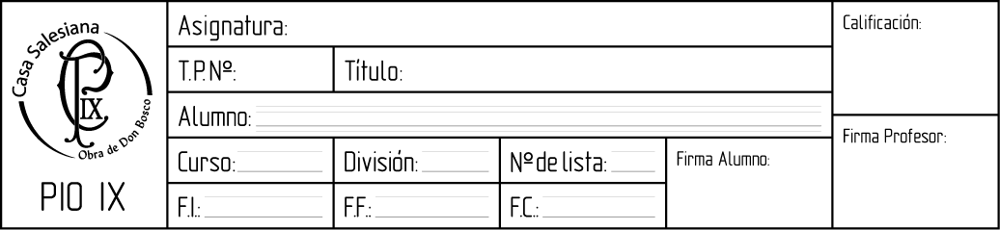 Casa Salesiana
IX
Obra de Don Bosco
PIO IX
Asignatura:
T.P.Nº:
Título:
Alumno:
Curso:
División:
Nº de lista:
F.I.:
F.F.:
F.C.:
Firma Alumno:
Calificación:
Firma Profesor: